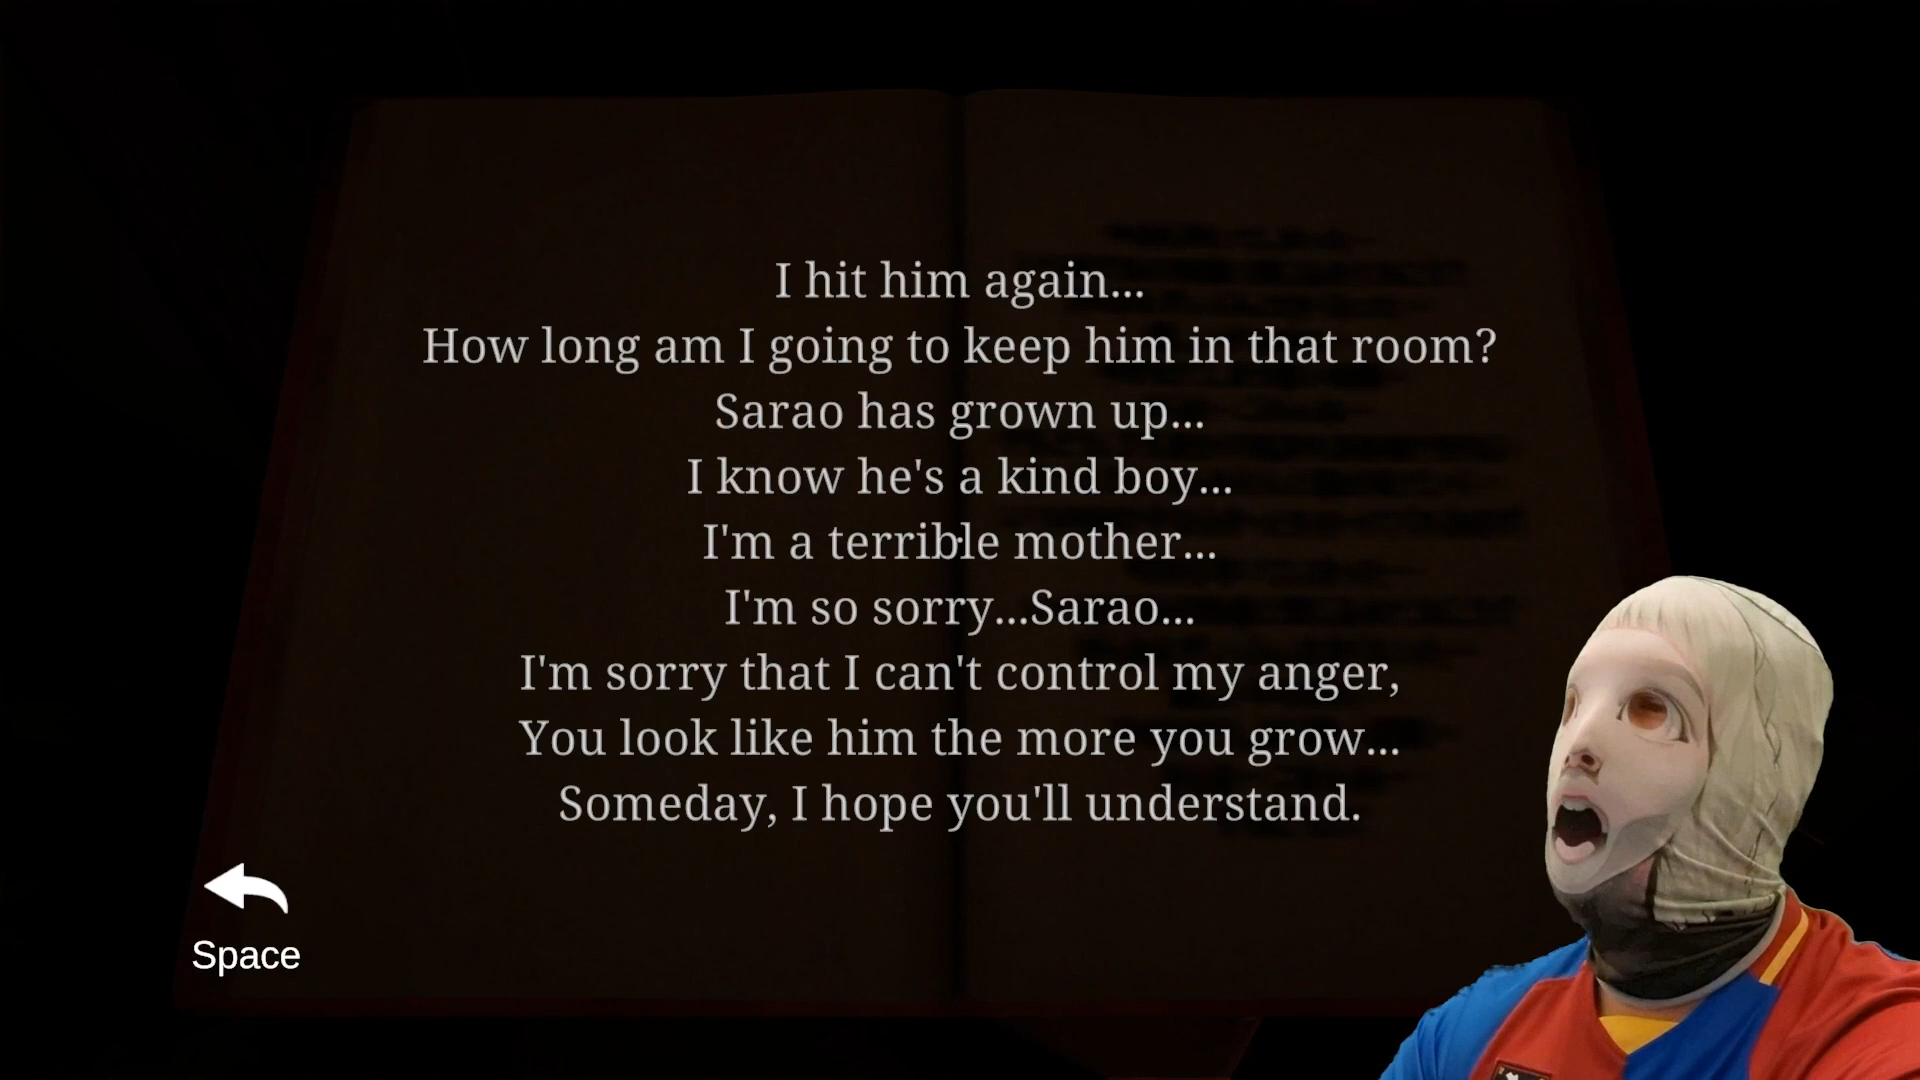 I hit him again...
How long am I going to keep him in that room?
Sarao has grown up...
I know he's a kind boy...
I'm a terrible mother...
I'm so sorry...Sarao...
I'm sorry that I can't control my anger,
You look like him the more you grow...
Someday, I hope you'll understand.
Space